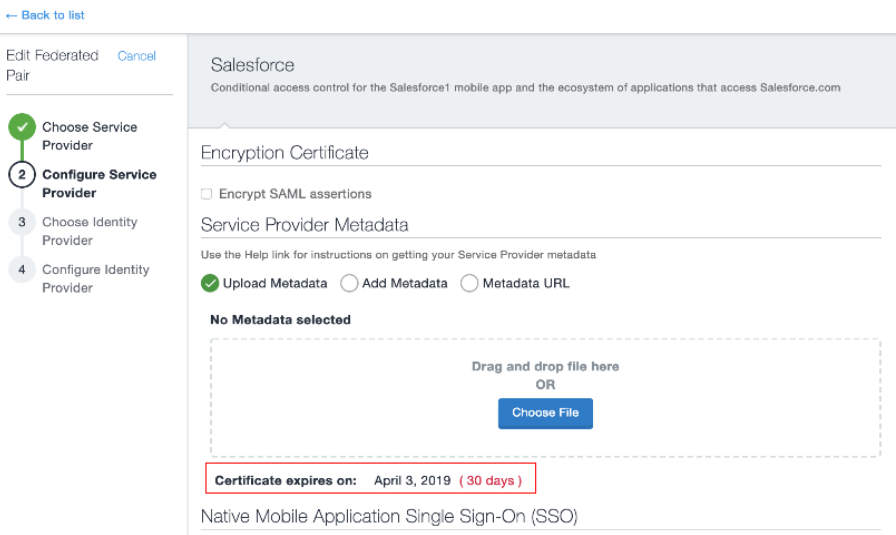 ← Back to list
Edit Federated Pair Cancel
Choose Service
Provider
2 Configure Service
Provider
3 Choose Identity
Provider
4 Configure Identity
Provider
Salesforce
Conditional access control for the Salesforce1 mobile app and the ecosystem of applications that access Salesforce.com
Encryption Certificate
Encrypt SAML assertions
Service Provider Metadata
Use the Help link for instructions on getting your Service Provider metadata
Upload Metadata Add Metadata Metadata URL
No Metadata selected
Drag and drop file here
OR
Choose File
Certificate expires on: April 3, 2019 ( 30 days )
Native Mobile Application Single Sign-On (SSO)